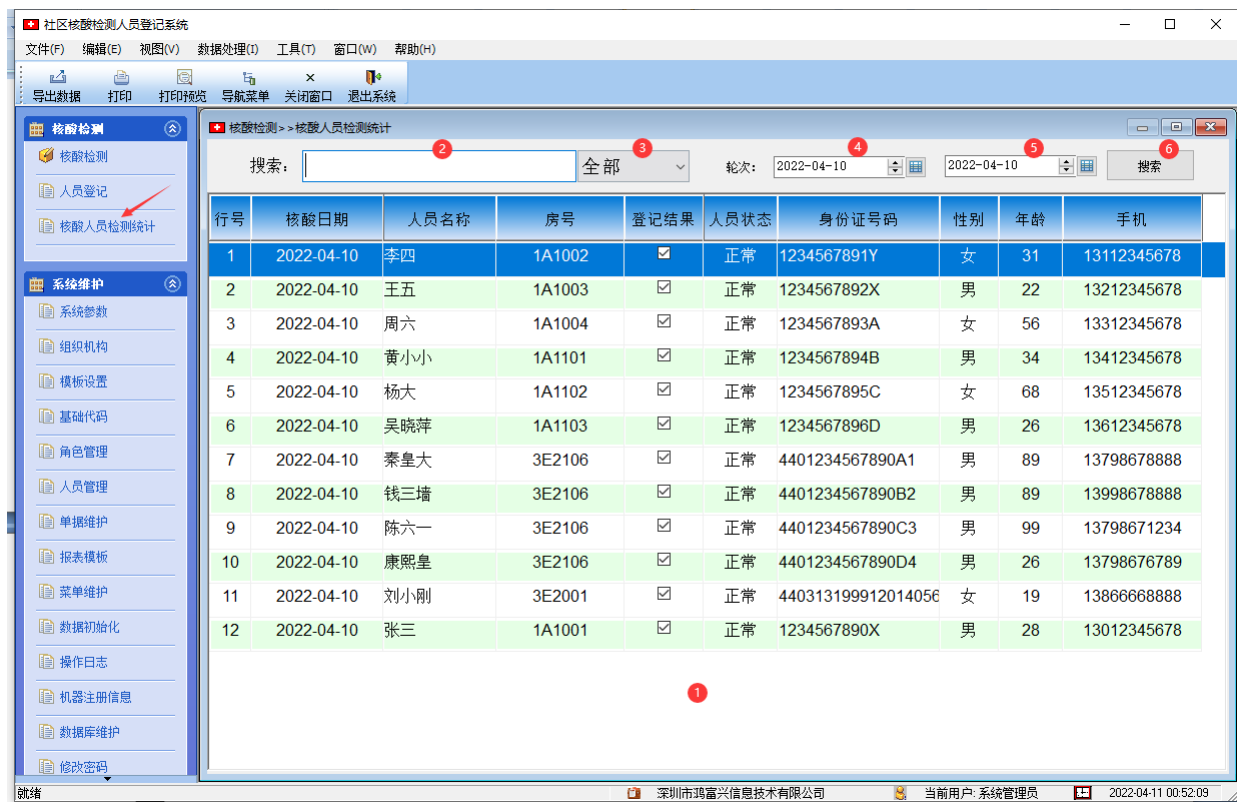 社区核酸检测人员登记系统
文件(F) 编辑(E) 视图(V) 数据处理(I) 工具(T) 窗口(W) 帮助(H)
导出数据 打印 打印预览 导航菜单 关闭窗口 退出系统
核酸检测
核酸检测
人员登记
核酸人员检测统计
系统维护
系统参数
组织机构
模板设置
基础代码
角色管理
人员管理
单据维护
报表模板
菜单维护
数据初始化
操作日志
机器注册信息
数据库维护
修改密码
核酸检测>>核酸人员检测统计
2 3 4 5 6
搜索: 全部 轮次: 2022-04-10 2022-04-10 搜索
行号 核酸日期 人员名称 房号 登记结果 人员状态 身份证号码 性别 年龄 手机
1 2022-04-10 李四 1A1002 正常 1234567891Y 女 31 13112345678
2 2022-04-10 王五 1A1003 正常 1234567892X 男 22 13212345678
3 2022-04-10 周六 1A1004 正常 1234567893A 女 56 13312345678
4 2022-04-10 黄小小 1A1101 正常 1234567894B 男 34 13412345678
5 2022-04-10 杨大 1A1102 正常 1234567895C 女 68 13512345678
6 2022-04-10 吴晓萍 1A1103 正常 1234567896D 男 26 13612345678
7 2022-04-10 秦皇大 3E2106 正常 4401234567890A1 男 89 13798678888
8 2022-04-10 钱三墙 3E2106 正常 4401234567890B2 男 89 13998678888
9 2022-04-10 陈六一 3E2106 正常 4401234567890C3 男 99 13798671234
10 2022-04-10 康熙皇 3E2106 正常 4401234567890D4 男 26 13798676789
11 2022-04-10 刘小刚 3E2001 正常 440313199912014056 女 19 13866668888
12 2022-04-10 张三 1A1001 正常 1234567890X 男 28 13012345678
1
就绪 深圳市鸿富兴信息技术有限公司 当前用户: 系统管理员 2022-04-11 00:52:09